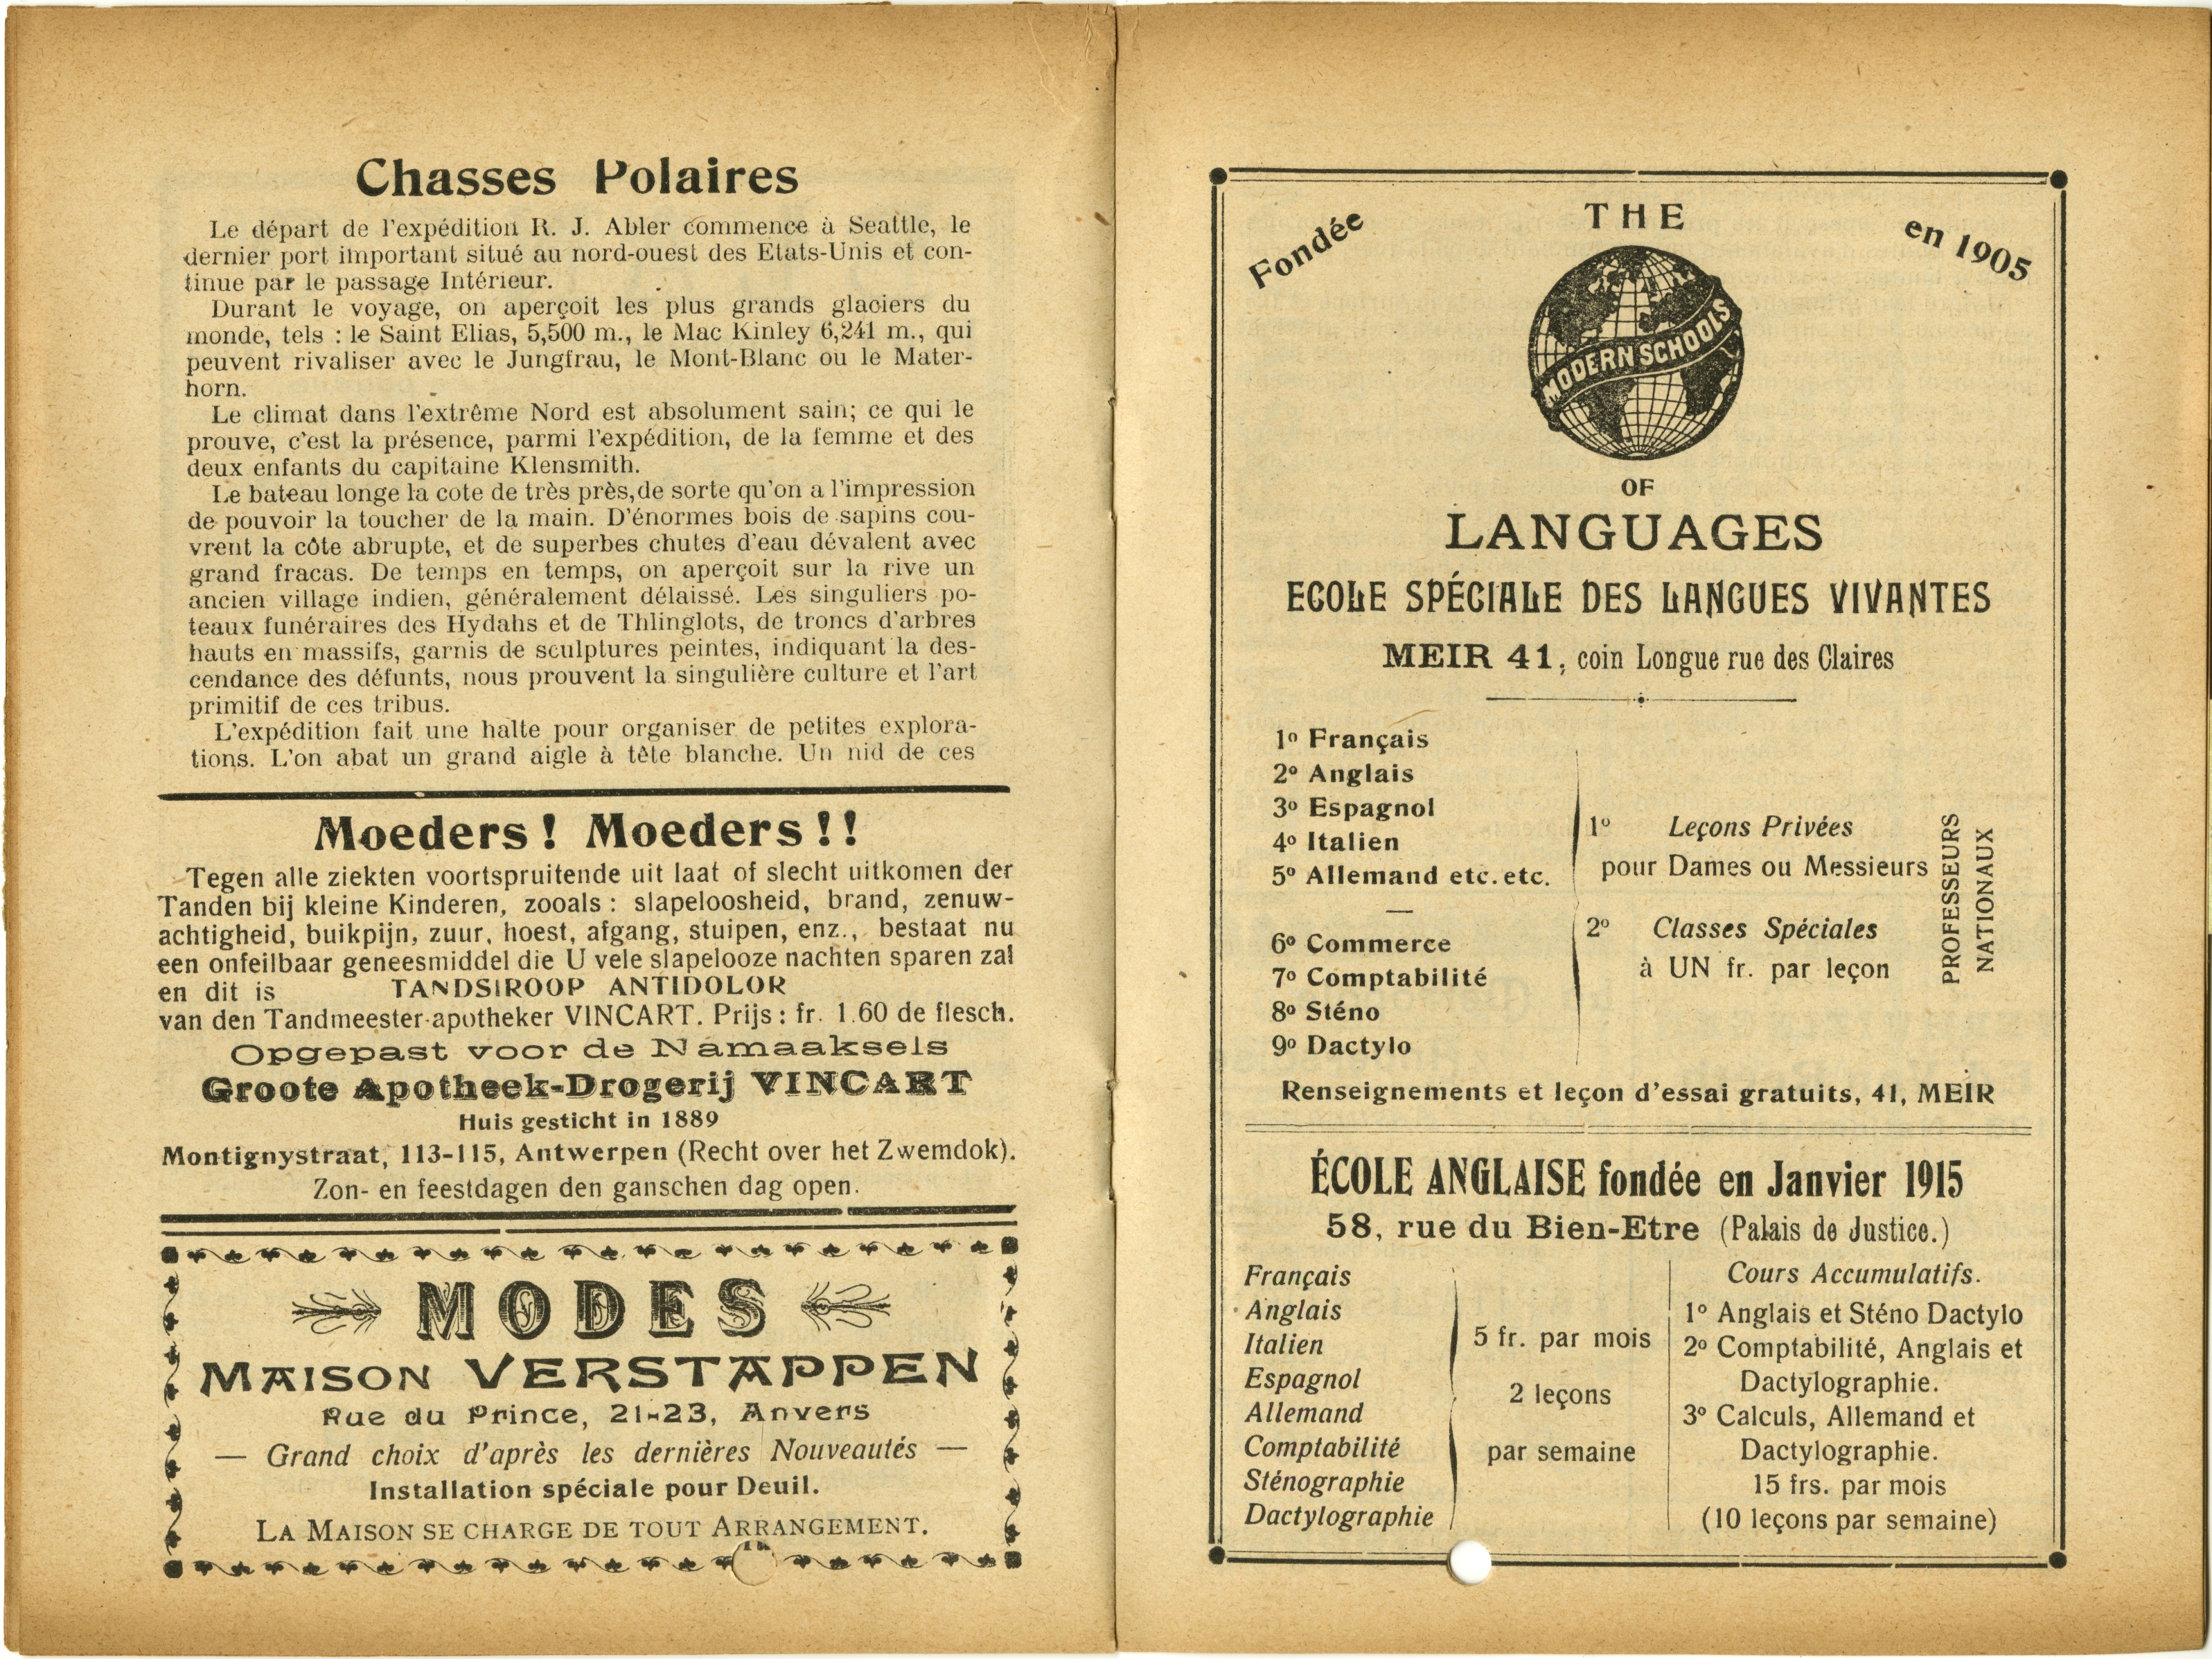 Chasses Polaires
Le départ de l'expédition R. J. Abler commence à Seattle, le
dernier port important situé au nord-ouest des Etats-Unis et con-
tinue par le passage Intérieur.
Durant le voyage, on aperçoit les plus grands glaciers du
monde, tels : le Saint Elias, 5,500 m., le Mac Kinley 6,241 m., qui
peuvent rivaliser avec le Jungfrau, le Mont-Blanc ou le Mater-
horn.
Le climat dans l'extrême Nord est absolument sain; ce qui le
prouve, c'est la présence, parmi l'expédition, de la femme et des
deux enfants du capitaine Klensmith.
Le bateau longe la cote de très près, de sorte qu'on a l'impression
de pouvoir la toucher de la main. D'énormes bois de sapins cou-
vrent la côte abrupte, et de superbes chutes d'eau dévalent avec
grand fracas. De temps en temps, on aperçoit sur la rive un
ancien village indien, généralement délaissé. Les singuliers po-
teaux funéraires des Hydahs et de Thlinglots, de troncs d'arbres
hauts en massifs, garnis de sculptures peintes, indiquant la des-
cendance des défunts, nous prouvent la singulière culture et l'art
primitif de ces tribus.
L'expédition fait une halte pour organiser de petites explora-
tions. L'on abat un grand aigle à tête blanche. Un nid de ces
Moeders ! Moeders !!
Tegen alle ziekten voortspruitende uit laat of slecht uitkomen der
Tanden bij kleine Kinderen, zooals : slapeloosheid, brand, zenuw-
achtigheid, buikpijn, zuur, hoest, afgang, stuipen, enz., bestaat nu
een onfeilbaar geneesmiddel die U vele slapelooze nachten sparen zal
en dit is TANDSIROOP ANTIDOLOR
van den Tandmeester-apotheker VINCART. Prijs : fr. 1.60 de flesch.
Opgepast voor de Namaaksels
Groote Apotheek-Drogerij VINCART
Huis gesticht in 1889
Montignystraat, 113-115, Antwerpen (Recht over het Zwemdok).
Zon- en feestdagen den ganschen dag open.
MODES
MAISON VERSTAPPEN
Rue du Prince, 21-23, Anvers
— Grand choix d'après les dernières Nouveautés —
Installation spéciale pour Deuil.
LA MAISON SE CHARGE DE TOUT ARRANGEMENT.
Fondée
THE
en 1905
MODERN SCHOOLS
OF
LANGUAGES
ECOLE SPÉCIALE DES LANGUES VIVANTES
MEIR 41, coin Longue rue des Claires
1º Français
2º Anglais
3º Espagnol
4º Italien
5º Allemand etc. etc.
—
6º Commerce
7º Comptabilité
8º Sténo
9º Dactylo
1º Leçons Privées
pour Dames ou Messieurs
2º Classes Spéciales
à UN fr. par leçon
PROFESSEURS
NATIONAUX
Renseignements et leçon d'essai gratuits, 41, MEIR
ÉCOLE ANGLAISE fondée en Janvier 1915
58, rue du Bien-Etre (Palais de Justice.)
Français
Anglais
Italien
Espagnol
Allemand
Comptabilité
Sténographie
Dactylographie
5 fr. par mois
2 leçons
par semaine
Cours Accumulatifs.
1º Anglais et Sténo Dactylo
2º Comptabilité, Anglais et
Dactylographie.
3º Calculs, Allemand et
Dactylographie.
15 frs. par mois
(10 leçons par semaine)